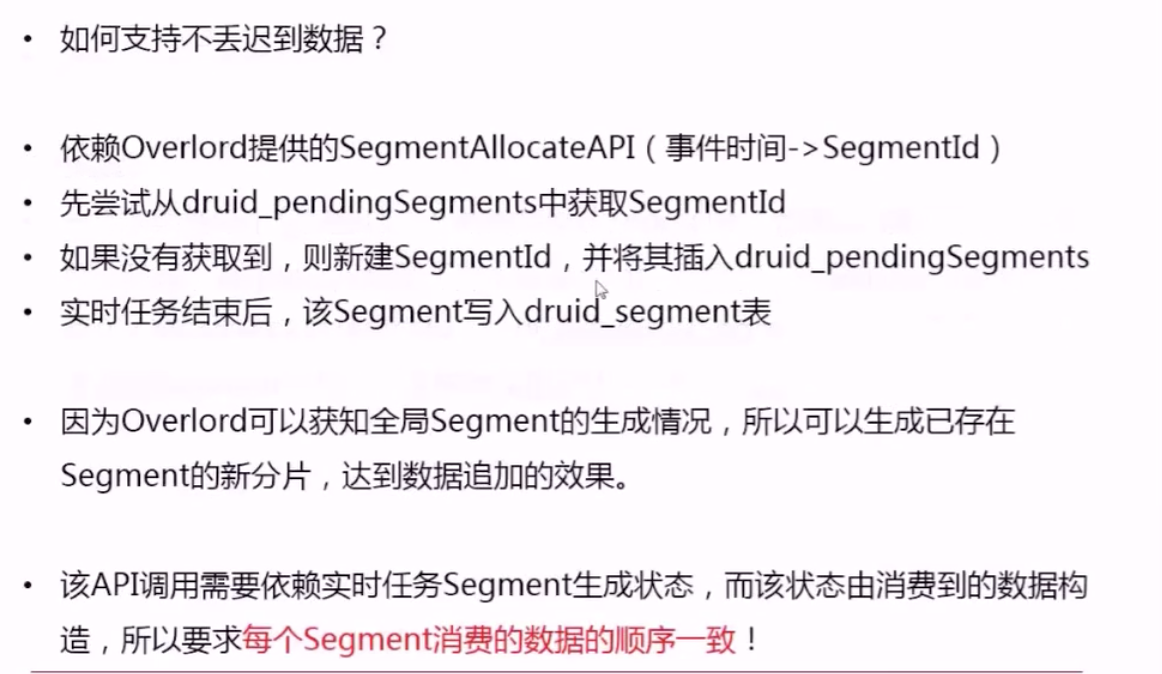 • 如何支持不丢迟到数据？
• 依赖Overlord提供的SegmentAllocateAPI（事件时间->SegmentId）
• 先尝试从druid_pendingSegments中获取SegmentId
• 如果没有获取到，则新建SegmentId，并将其插入druid_pendingSegments
• 实时任务结束后，该Segment写入druid_segment表
• 因为Overlord可以获知全局Segment的生成情况，所以可以生成已存在
Segment的新分片，达到数据追加的效果。
• 该API调用需要依赖实时任务Segment生成状态，而该状态由消费到的数据构
造，所以要求每个Segment消费的数据的顺序一致！